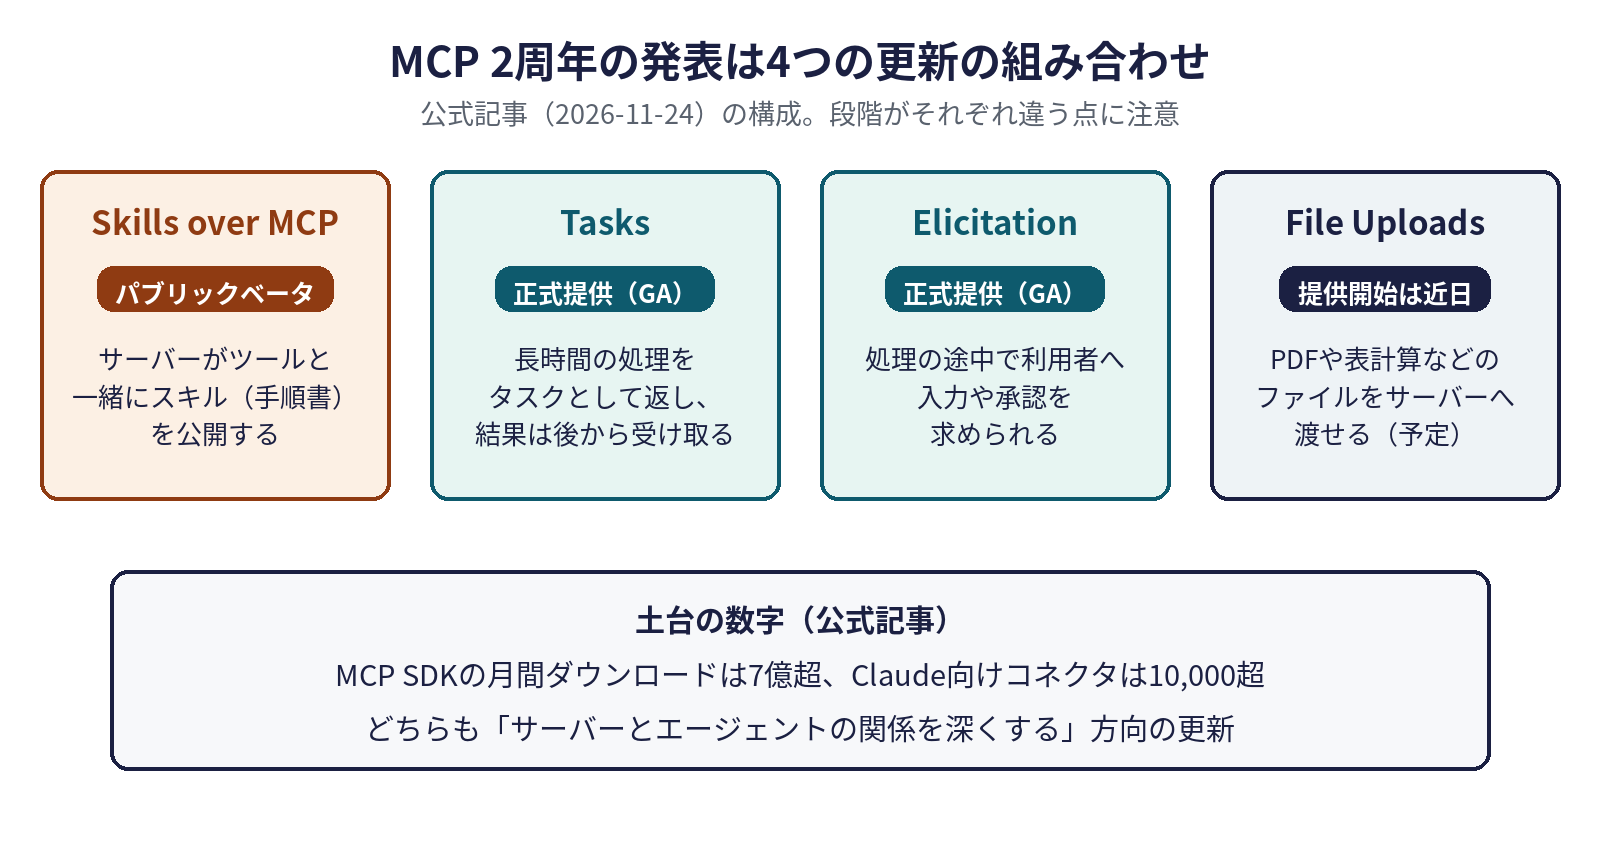 MCP 2周年の発表は4つの更新の組み合わせ
公式記事（2026-11-24）の構成。段階がそれぞれ違う点に注意
Skills over MCP
パブリックベータ
サーバーがツールと
一緒にスキル（手順書）
を公開する
Tasks
正式提供（GA）
長時間の処理を
タスクとして返し、
結果は後から受け取る
Elicitation
正式提供（GA）
処理の途中で利用者へ
入力や承認を
求められる
File Uploads
提供開始は近日
PDFや表計算などの
ファイルをサーバーへ
渡せる（予定）
土台の数字（公式記事）
MCP SDKの月間ダウンロードは7億超、Claude向けコネクタは10,000超
どちらも「サーバーとエージェントの関係を深くする」方向の更新